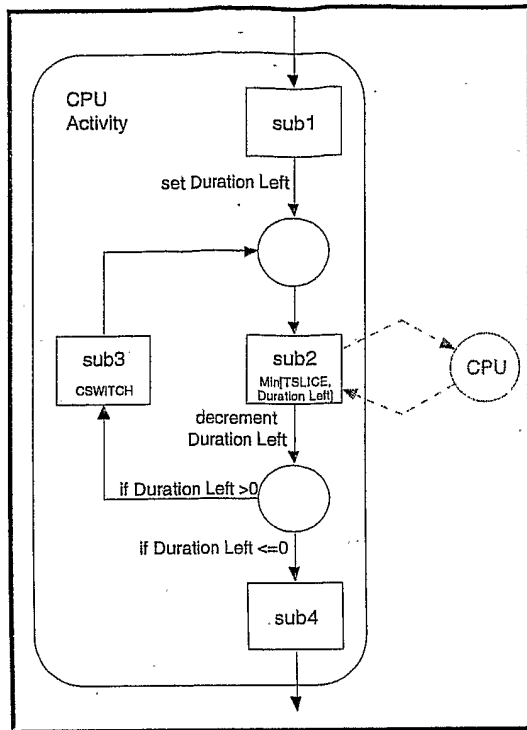 CPU
Activity
sub1
set Duration Left
sub3
CSWITCH
sub2
Min[TSLICE,
Duration Left]
CPU
decrement
Duration Left
if Duration Left >0
if Duration Left <=0
sub4